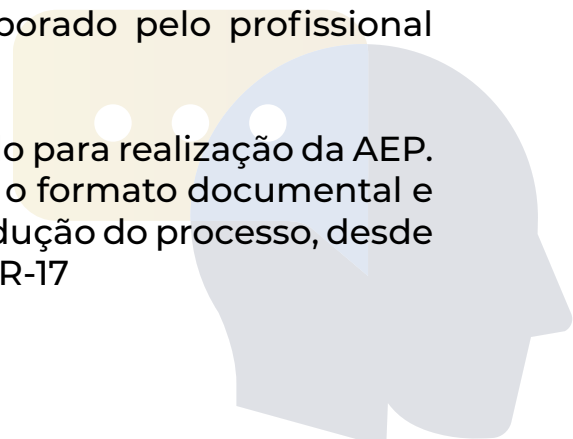 borado pelo profissional
o para realização da AEP.
o formato documental e
dução do processo, desde
R-17